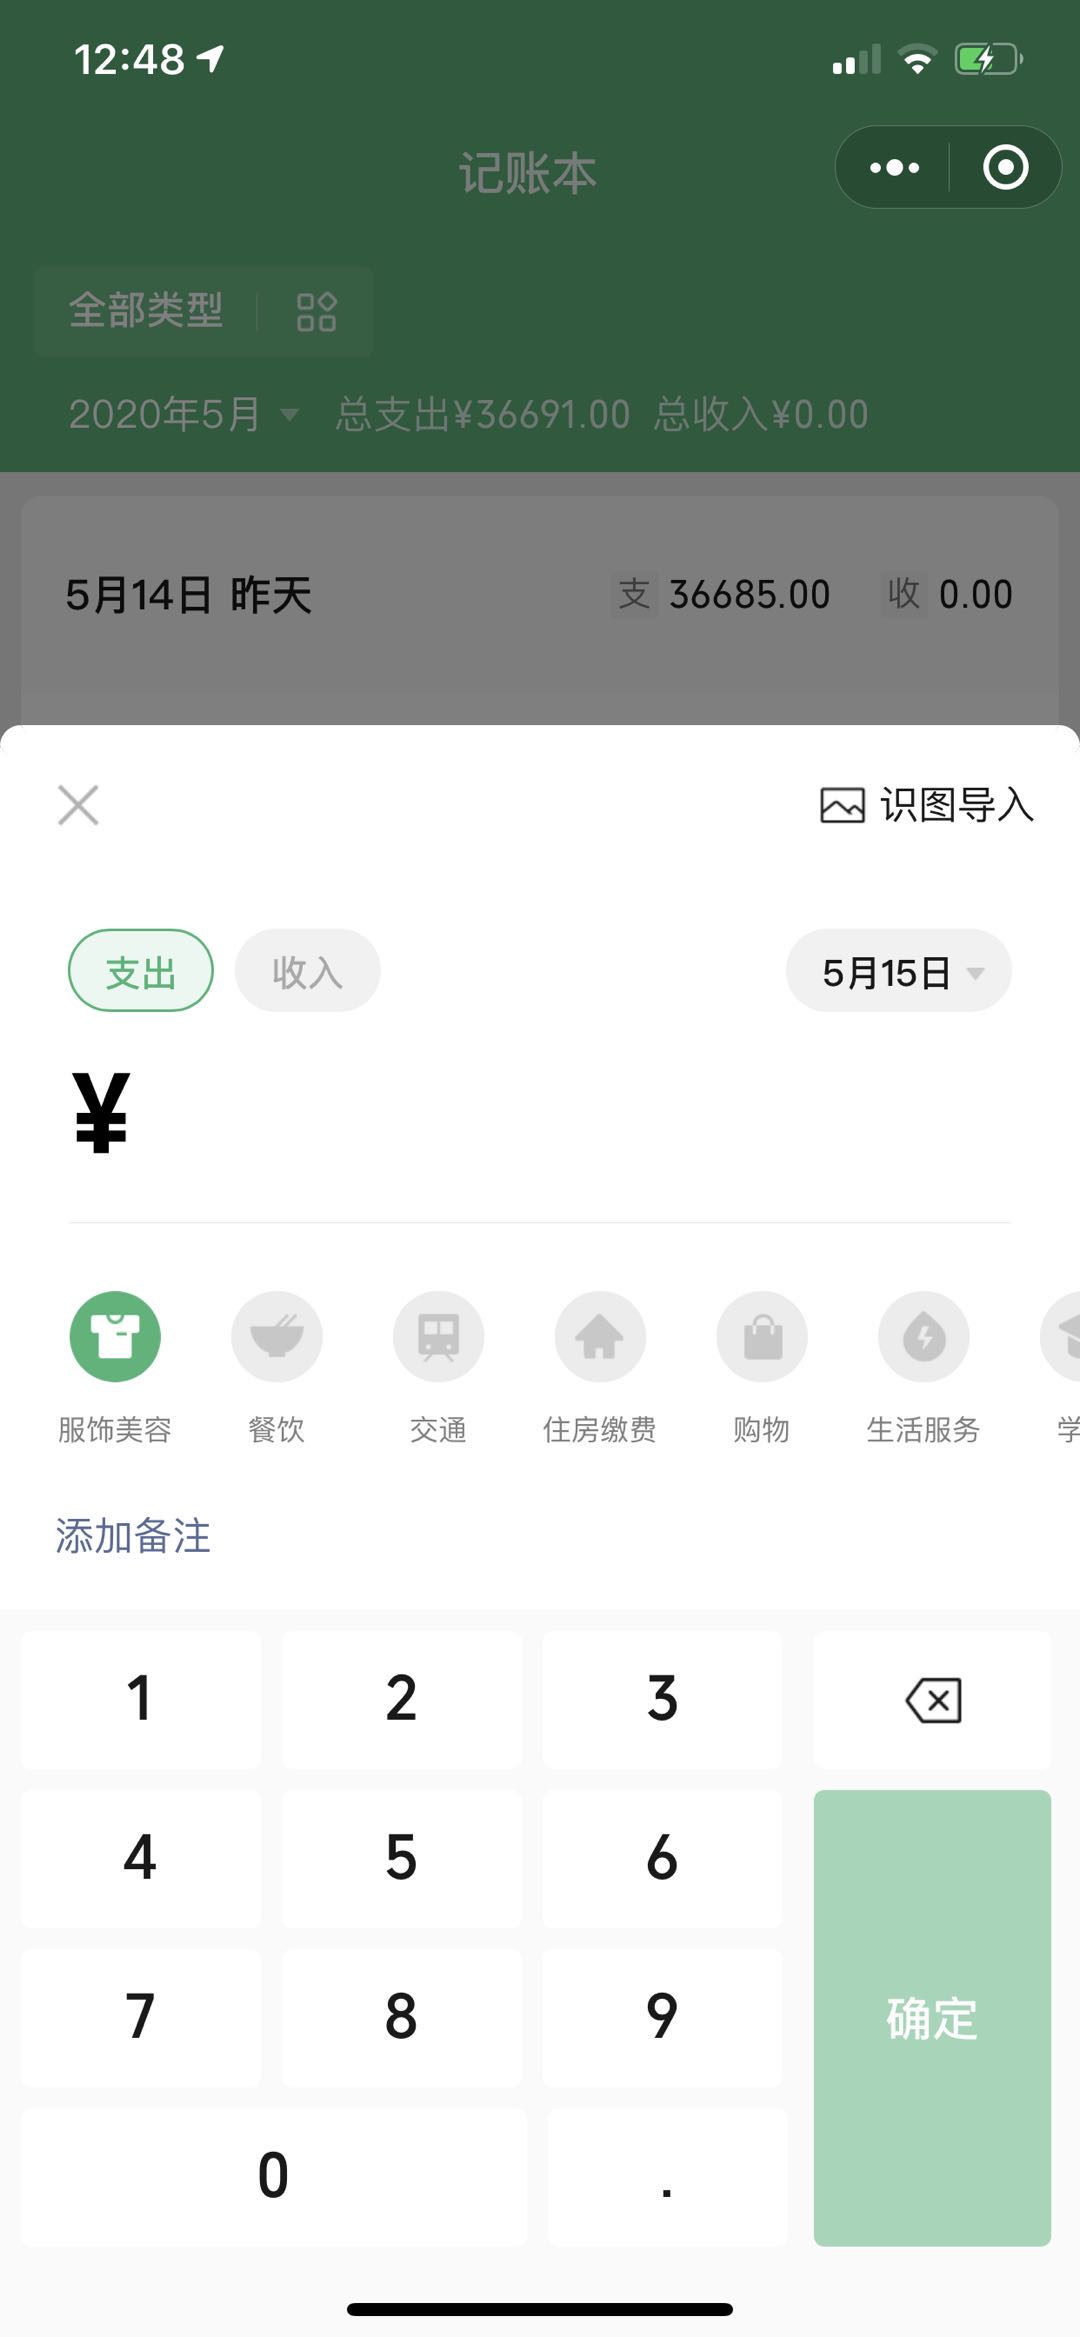 12:48
记账本
全部类型
2020年5月 总支出¥36691.00 总收入¥0.00
5月14日 昨天 支 36685.00 收 0.00
识图导入
支出 收入 5月15日
¥
服饰美容 餐饮 交通 住房缴费 购物 生活服务 学
添加备注
1 2 3
4 5 6
7 8 9 确定
0 .